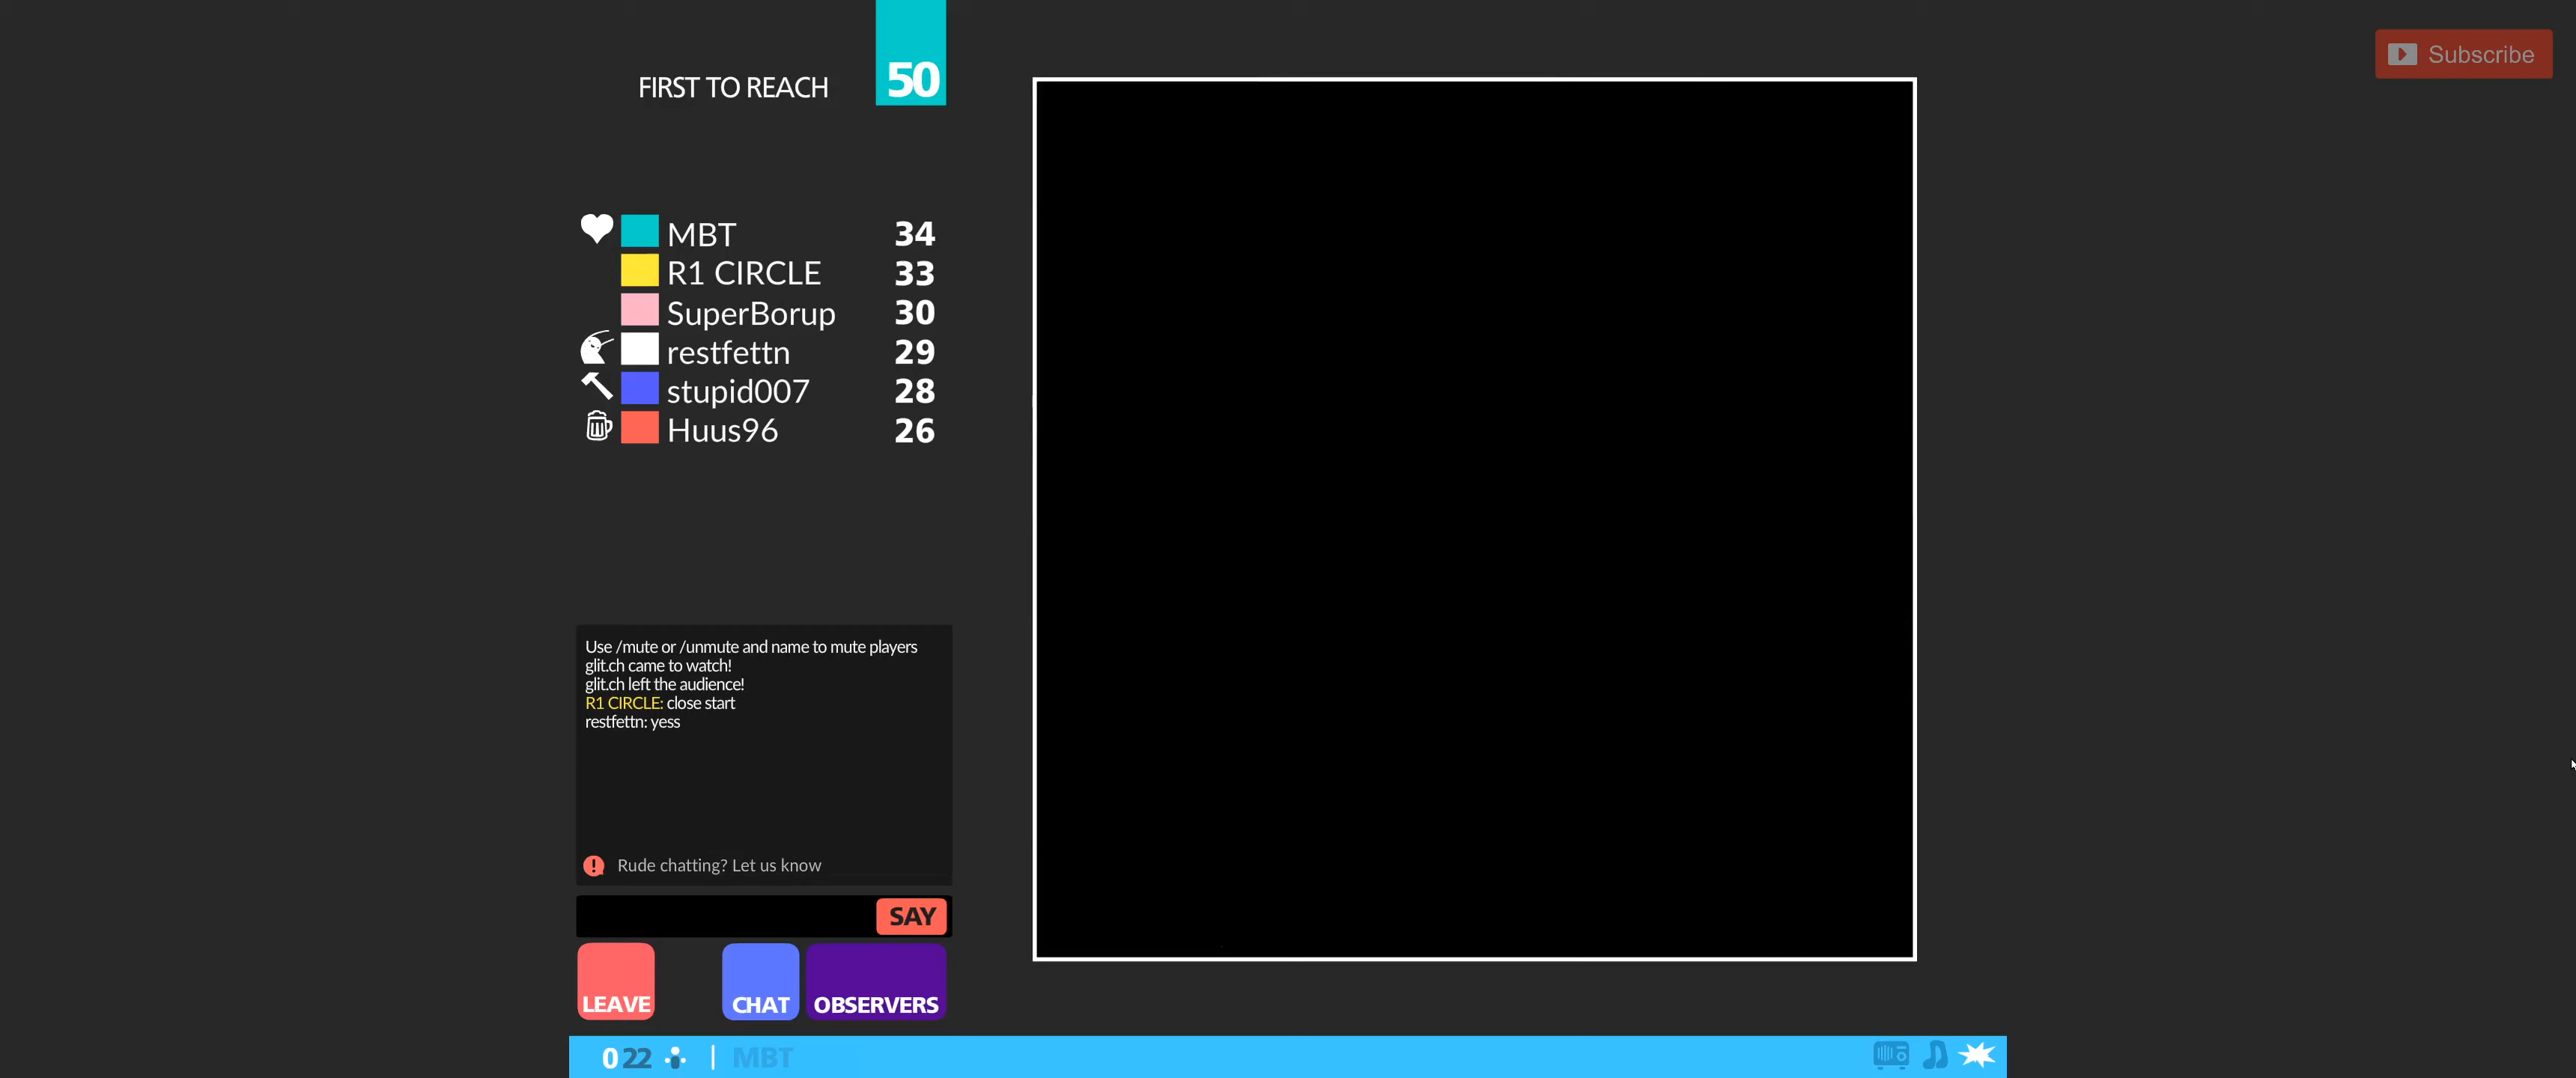 FIRST TO REACH 50
Subscribe
MBT 34
R1 CIRCLE 33
SuperBorup 30
restfettn 29
stupid007 28
Huus96 26
Use /mute or /unmute and name to mute players
glit.ch came to watch!
glit.ch left the audience!
R1 CIRCLE: close start
restfettn: yess
Rude chatting? Let us know
SAY
LEAVE CHAT OBSERVERS
0 22 | MBT